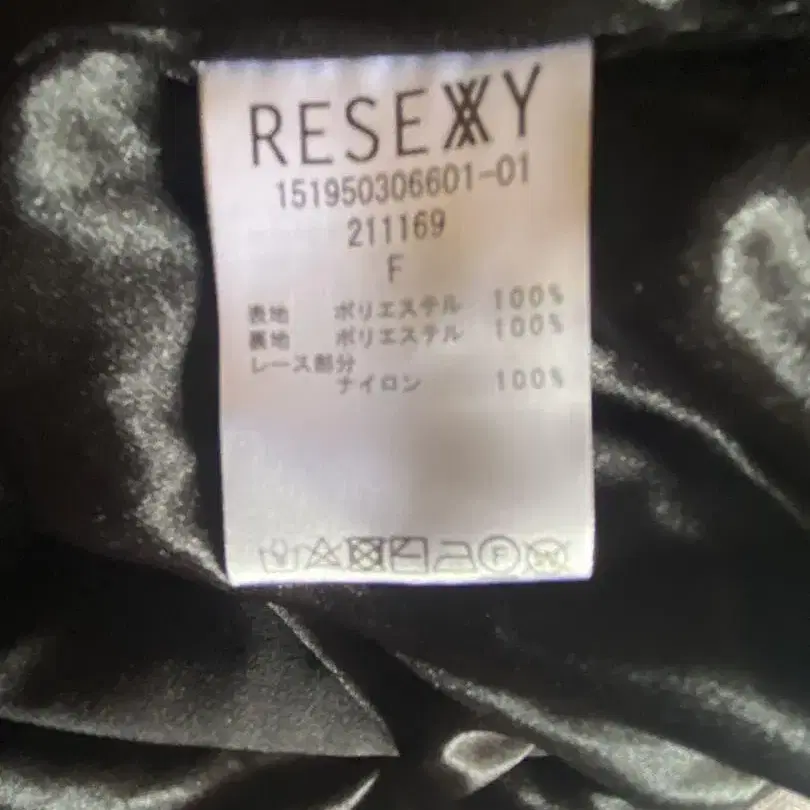 RESEXXY
151950306601-01
211169
F
表地 ポリエステル 100%
裏地 ポリエステル 100%
レース部分
ナイロン 100%